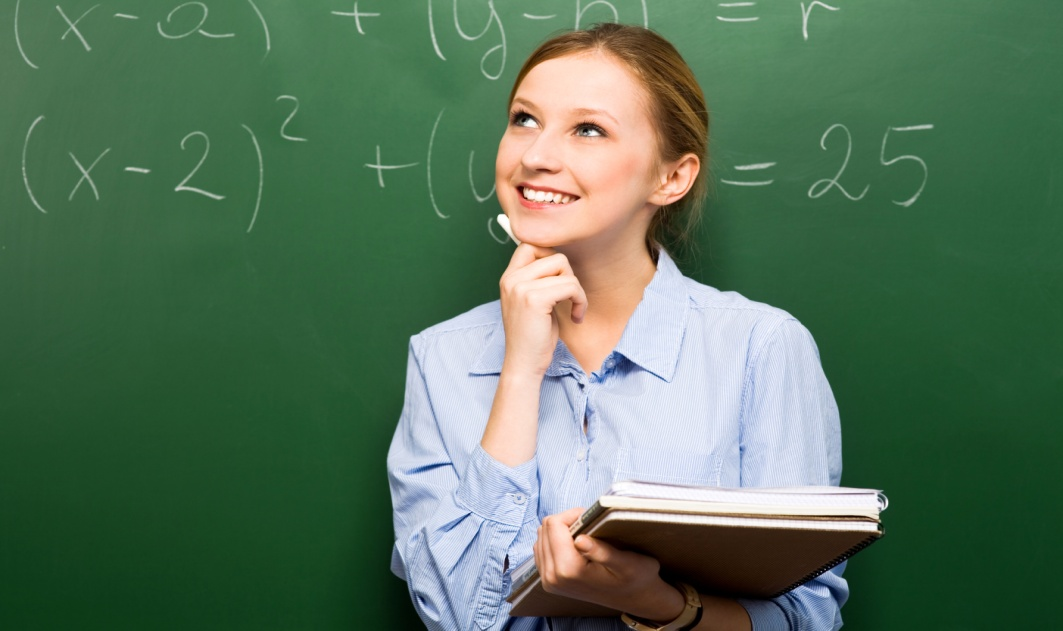 (x - a) + (y - b) = r
(x - 2)² + ( = 25